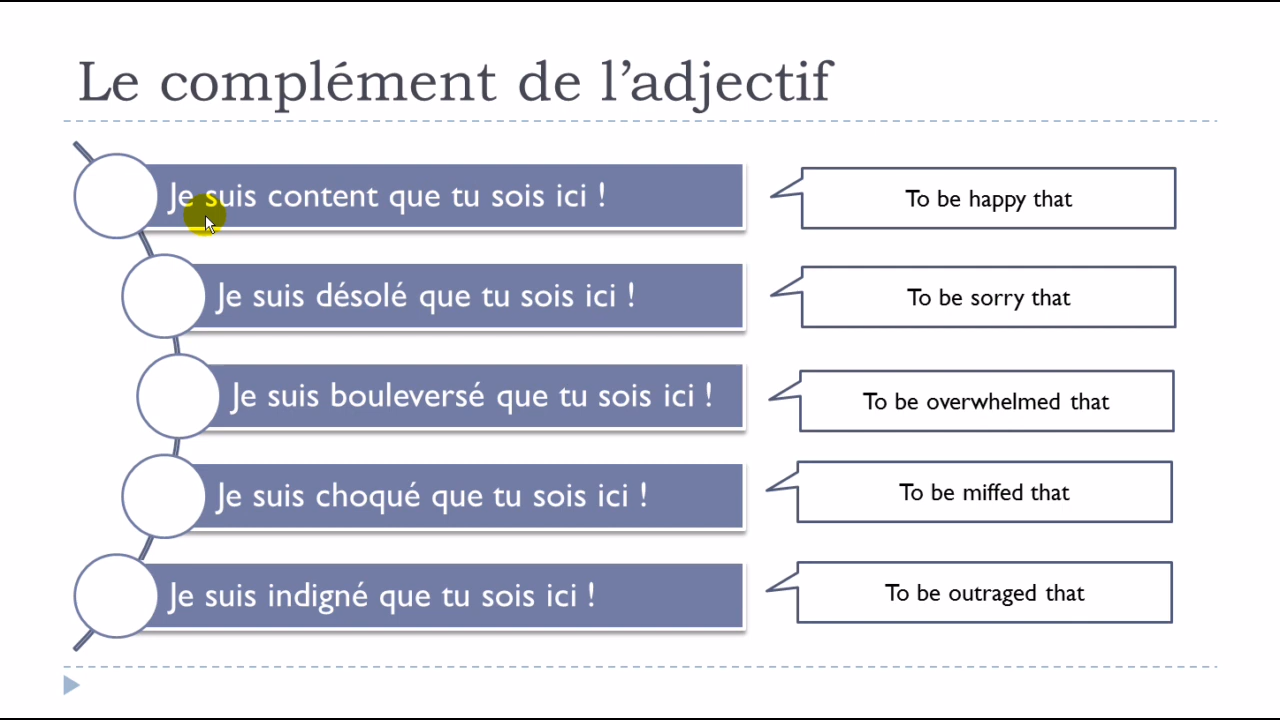 Le complément de l’adjectif
Je suis content que tu sois ici !
To be happy that
Je suis désolé que tu sois ici !
To be sorry that
Je suis bouleversé que tu sois ici !
To be overwhelmed that
Je suis choqué que tu sois ici !
To be miffed that
Je suis indigné que tu sois ici !
To be outraged that